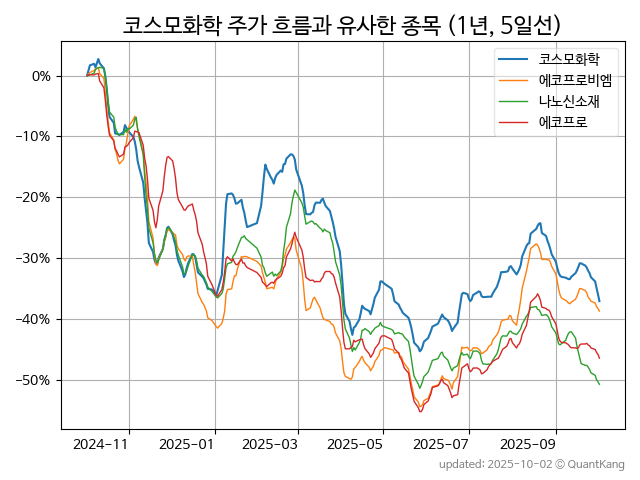 코스모화학 주가 흐름과 유사한 종목 (1년, 5일선)
코스모화학
에코프로비엠
나노신소재
에코프로
0%
−10%
−20%
−30%
−40%
−50%
2024-11
2025-01
2025-03
2025-05
2025-07
2025-09
updated: 2025-10-02 © QuantKang